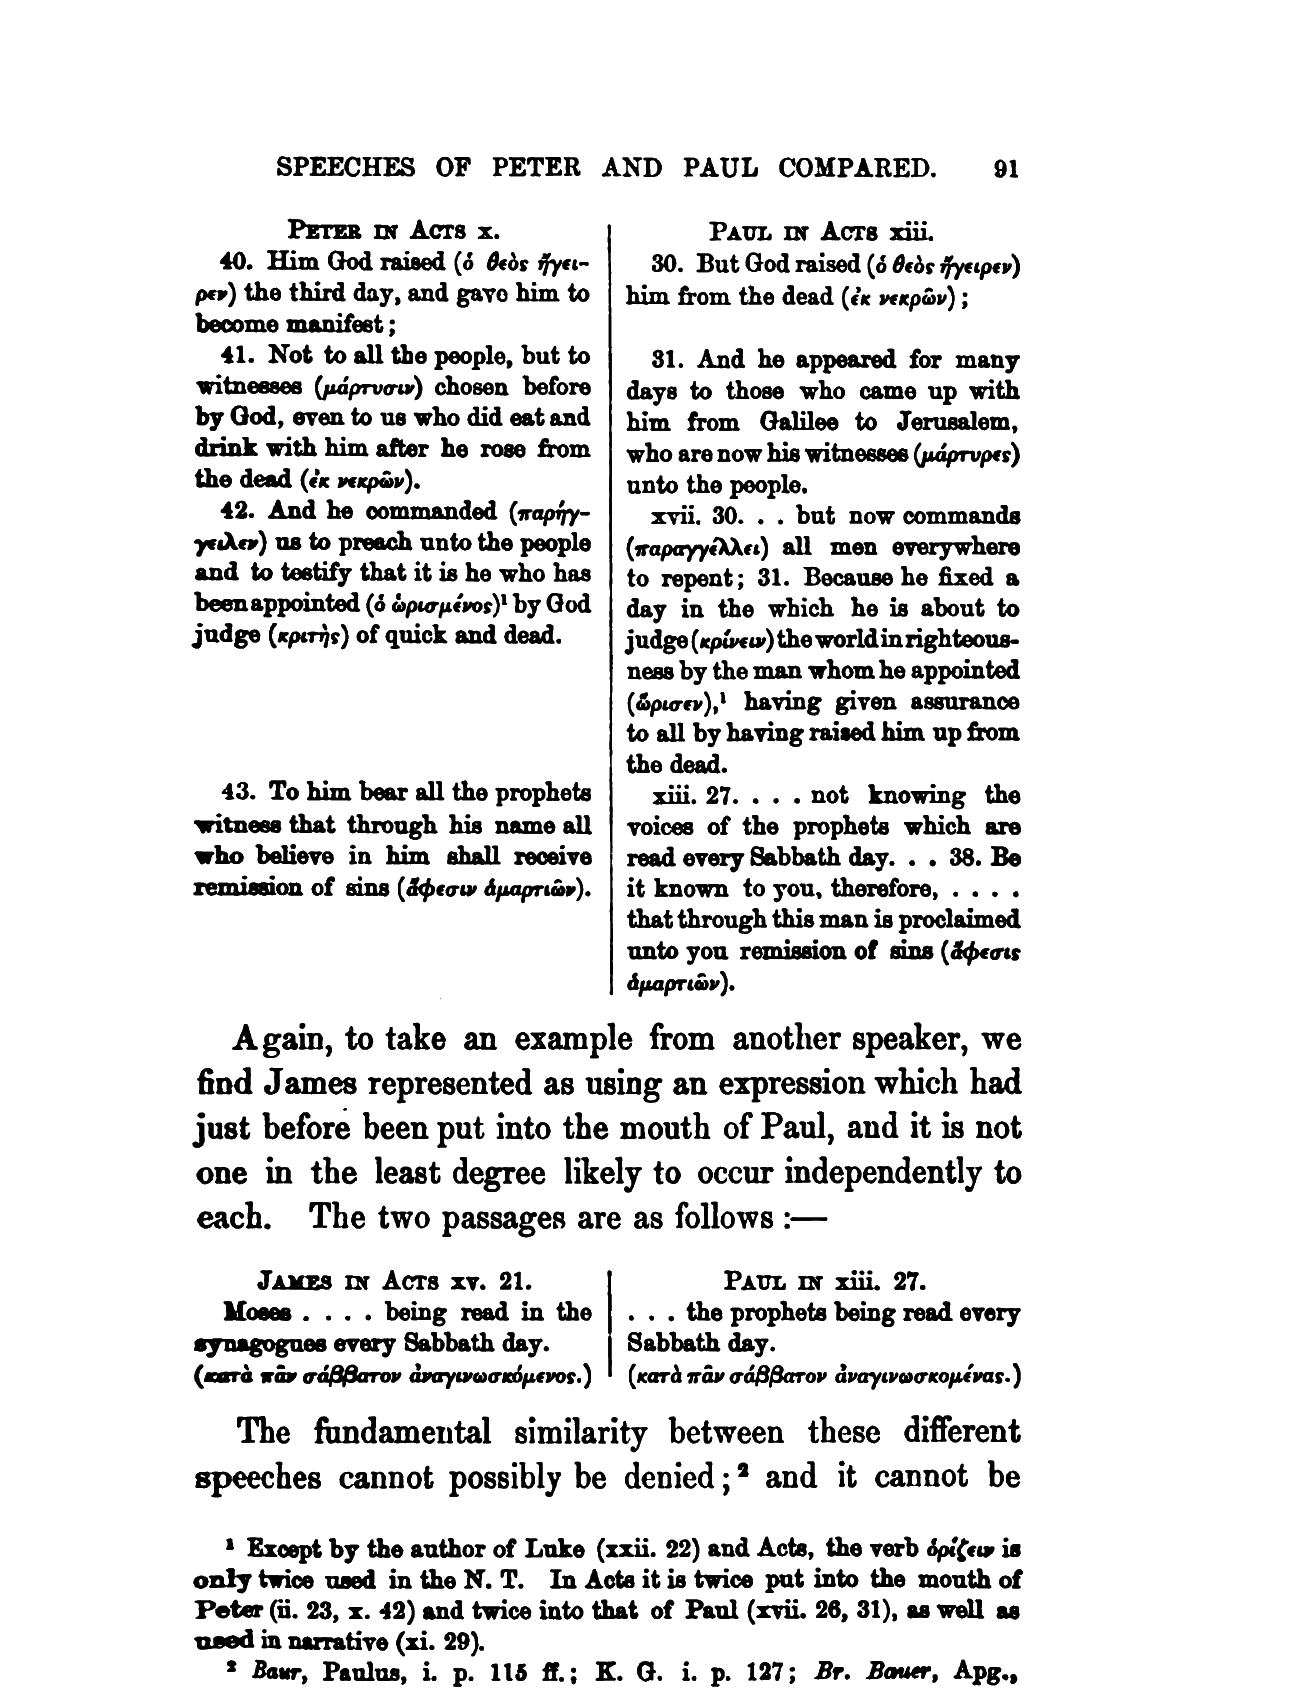 SPEECHES OF PETER AND PAUL COMPARED. 91
PETER IN ACTS X.
40. Him God raised (ὁ θεὸς ἤγει-
ρεν) the third day, and gave him to
become manifest;
41. Not to all the people, but to
witnesses (μάρτυσιν) chosen before
by God, even to us who did eat and
drink with him after he rose from
the dead (ἐκ νεκρῶν).
42. And he commanded (παρήγ-
γειλεν) us to preach unto the people
and to testify that it is he who has
been appointed (ὁ ὡρισμένος)¹ by God
judge (κριτὴς) of quick and dead.
43. To him bear all the prophets
witness that through his name all
who believe in him shall receive
remission of sins (ἄφεσιν ἁμαρτιῶν).
PAUL IN ACTS xiii.
30. But God raised (ὁ θεὸς ἤγειρεν)
him from the dead (ἐκ νεκρῶν);
31. And he appeared for many
days to those who came up with
him from Galilee to Jerusalem,
who are now his witnesses (μάρτυρες)
unto the people.
xvii. 30. . . but now commands
(παραγγέλλει) all men everywhere
to repent; 31. Because he fixed a
day in the which he is about to
judge (κρίνειν) the world in righteous-
ness by the man whom he appointed
(ὥρισεν),¹ having given assurance
to all by having raised him up from
the dead.
xiii. 27. . . . not knowing the
voices of the prophets which are
read every Sabbath day. . . 38. Be
it known to you, therefore, . . . .
that through this man is proclaimed
unto you remission of sins (ἄφεσις
ἁμαρτιῶν).
Again, to take an example from another speaker, we
find James represented as using an expression which had
just before been put into the mouth of Paul, and it is not
one in the least degree likely to occur independently to
each. The two passages are as follows :—
JAMES IN ACTS XV. 21.
Moses . . . . being read in the
synagogues every Sabbath day.
(κατὰ πᾶν σάββατον ἀναγινωσκόμενος.)
PAUL IN xiii. 27.
. . . the prophets being read every
Sabbath day.
(κατὰ πᾶν σάββατον ἀναγινωσκομένας.)
The fundamental similarity between these different
speeches cannot possibly be denied;² and it cannot be
¹ Except by the author of Luke (xxii. 22) and Acts, the verb ὁρίζειν is
only twice used in the N. T. In Acts it is twice put into the mouth of
Peter (ii. 23, x. 42) and twice into that of Paul (xvii. 26, 31), as well as
used in narrative (xi. 29).
² Baur, Paulus, i. p. 115 ff.; K. G. i. p. 127; Br. Bauer, Apg.,